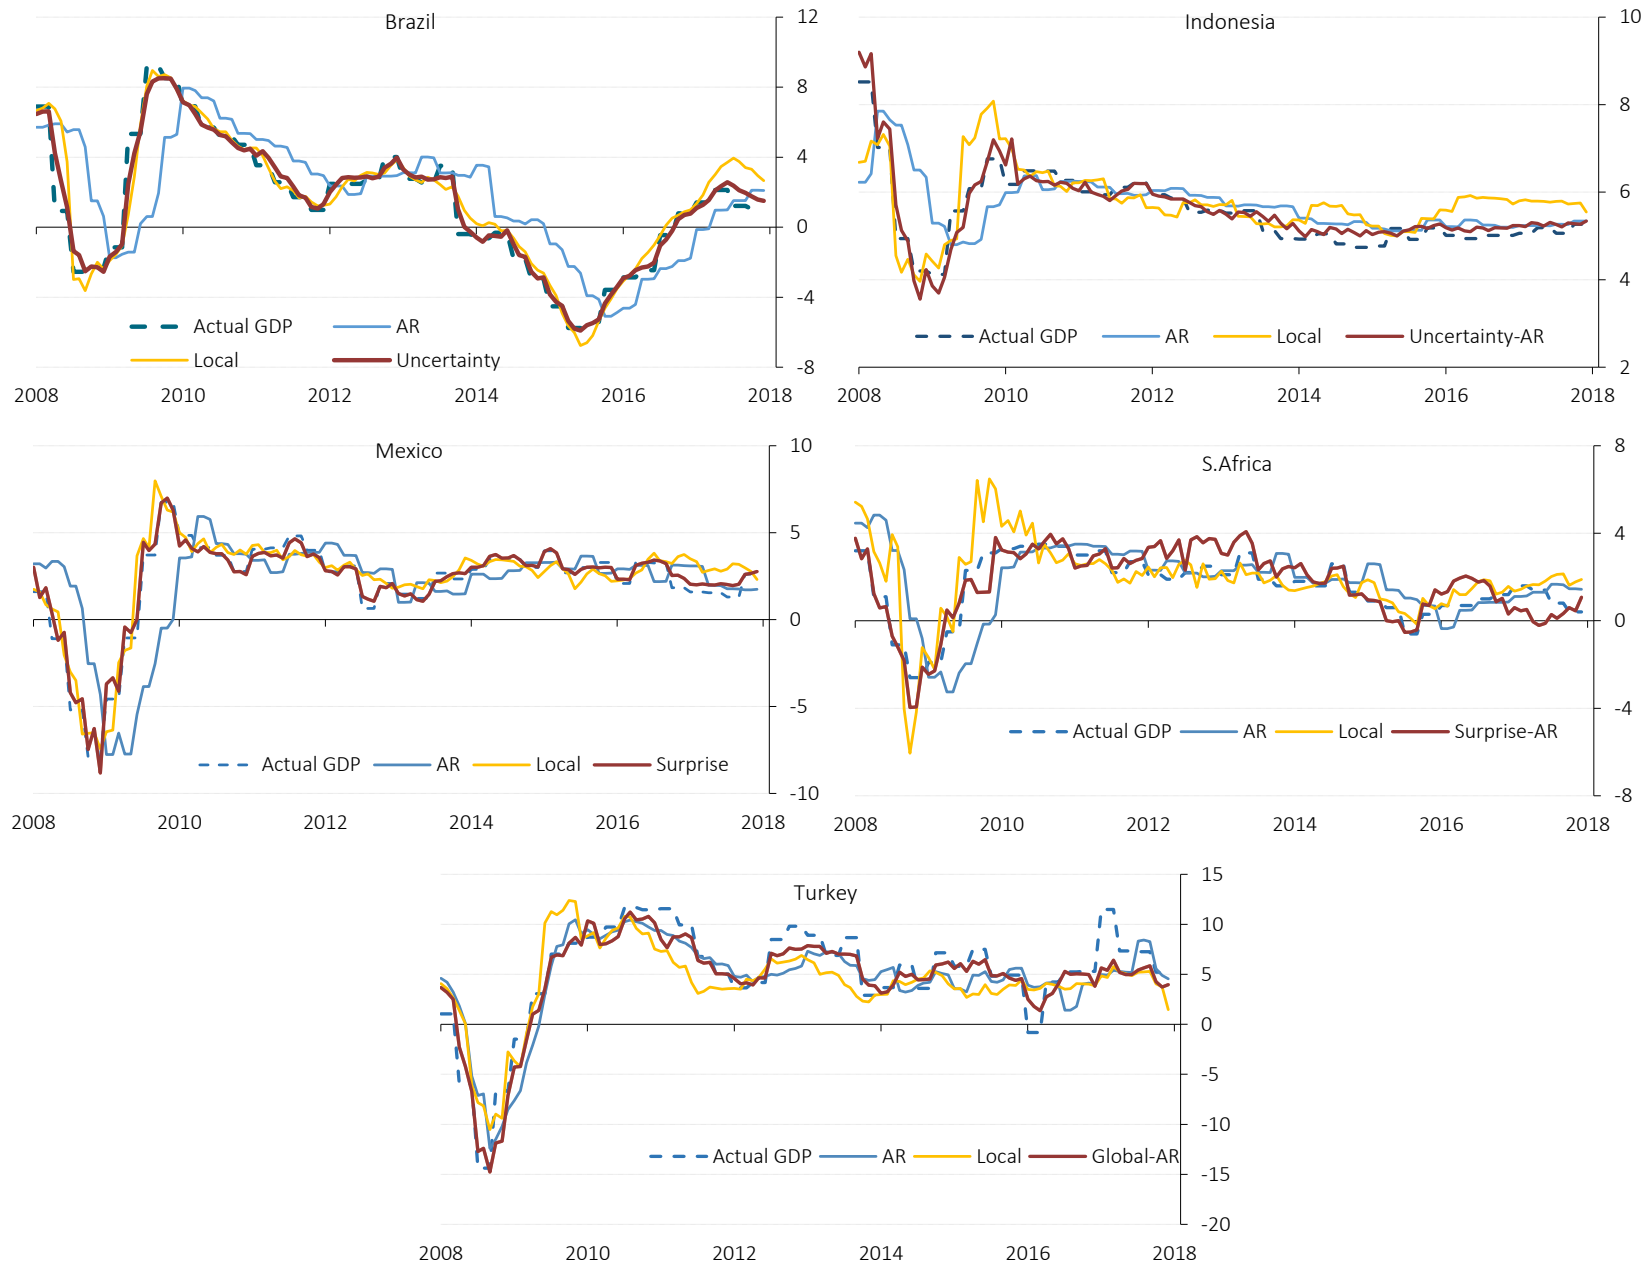 Brazil
12
8
4
0
-4
-8
Actual GDP AR
Local Uncertainty
2008 2010 2012 2014 2016 2018
Indonesia
10
8
6
4
2
Actual GDP AR Local Uncertainty-AR
2008 2010 2012 2014 2016 2018
Mexico
10
5
0
-5
-10
Actual GDP AR Local Surprise
2008 2010 2012 2014 2016 2018
S.Africa
8
4
0
-4
-8
Actual GDP AR Local Surprise-AR
2008 2010 2012 2014 2016 2018
Turkey
15
10
5
0
-5
-10
-15
-20
Actual GDP AR Local Global-AR
2008 2010 2012 2014 2016 2018